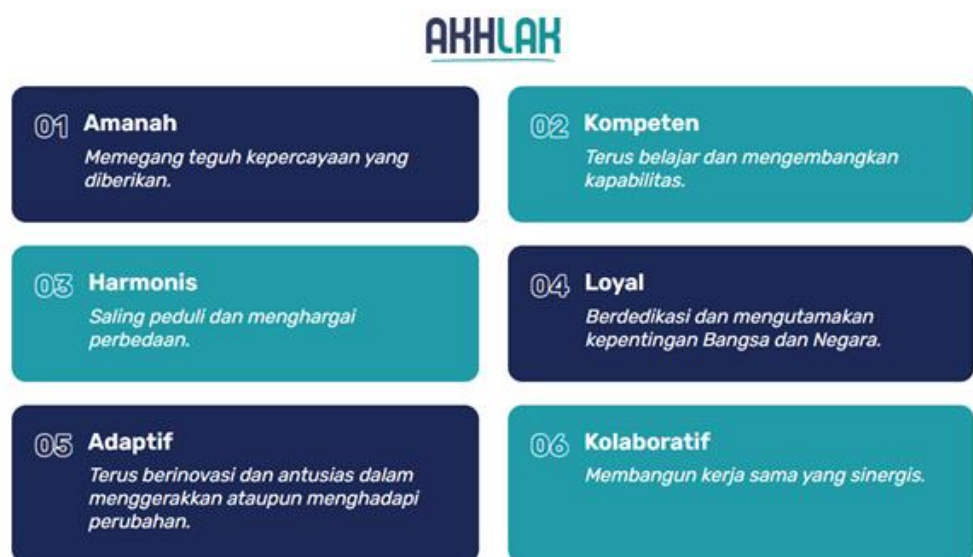 AKHLAK
01 Amanah
Memegang teguh kepercayaan yang
diberikan.
02 Kompeten
Terus belajar dan mengembangkan
kapabilitas.
03 Harmonis
Saling peduli dan menghargai
perbedaan.
04 Loyal
Berdedikasi dan mengutamakan
kepentingan Bangsa dan Negara.
05 Adaptif
Terus berinovasi dan antusias dalam
menggerakkan ataupun menghadapi
perubahan.
06 Kolaboratif
Membangun kerja sama yang sinergis.